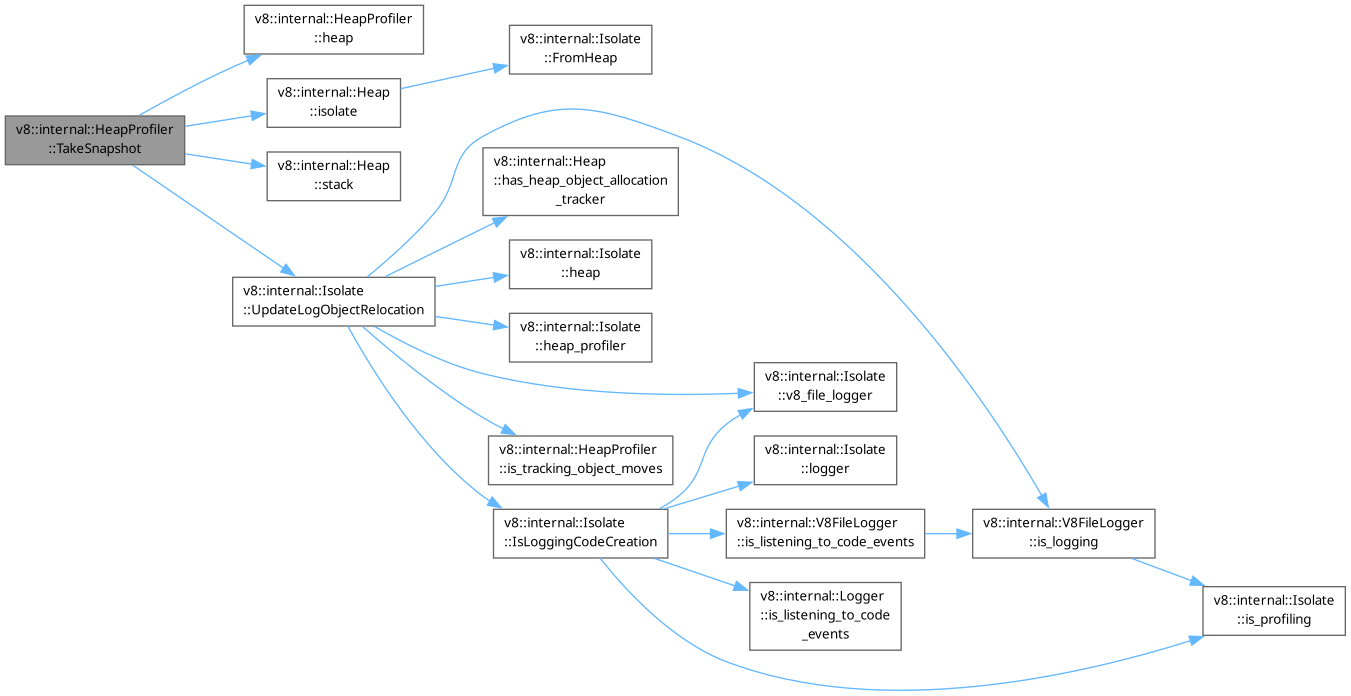 v8::internal::HeapProfiler
::heap
v8::internal::Isolate
::FromHeap
v8::internal::Heap
::isolate
v8::internal::HeapProfiler
::TakeSnapshot
v8::internal::Heap
::stack
v8::internal::Heap
::has_heap_object_allocation
_tracker
v8::internal::Isolate
::heap
v8::internal::Isolate
::UpdateLogObjectRelocation
v8::internal::Isolate
::heap_profiler
v8::internal::Isolate
::v8_file_logger
v8::internal::HeapProfiler
::is_tracking_object_moves
v8::internal::Isolate
::logger
v8::internal::Isolate
::IsLoggingCodeCreation
v8::internal::V8FileLogger
::is_listening_to_code_events
v8::internal::V8FileLogger
::is_logging
v8::internal::Logger
::is_listening_to_code
_events
v8::internal::Isolate
::is_profiling